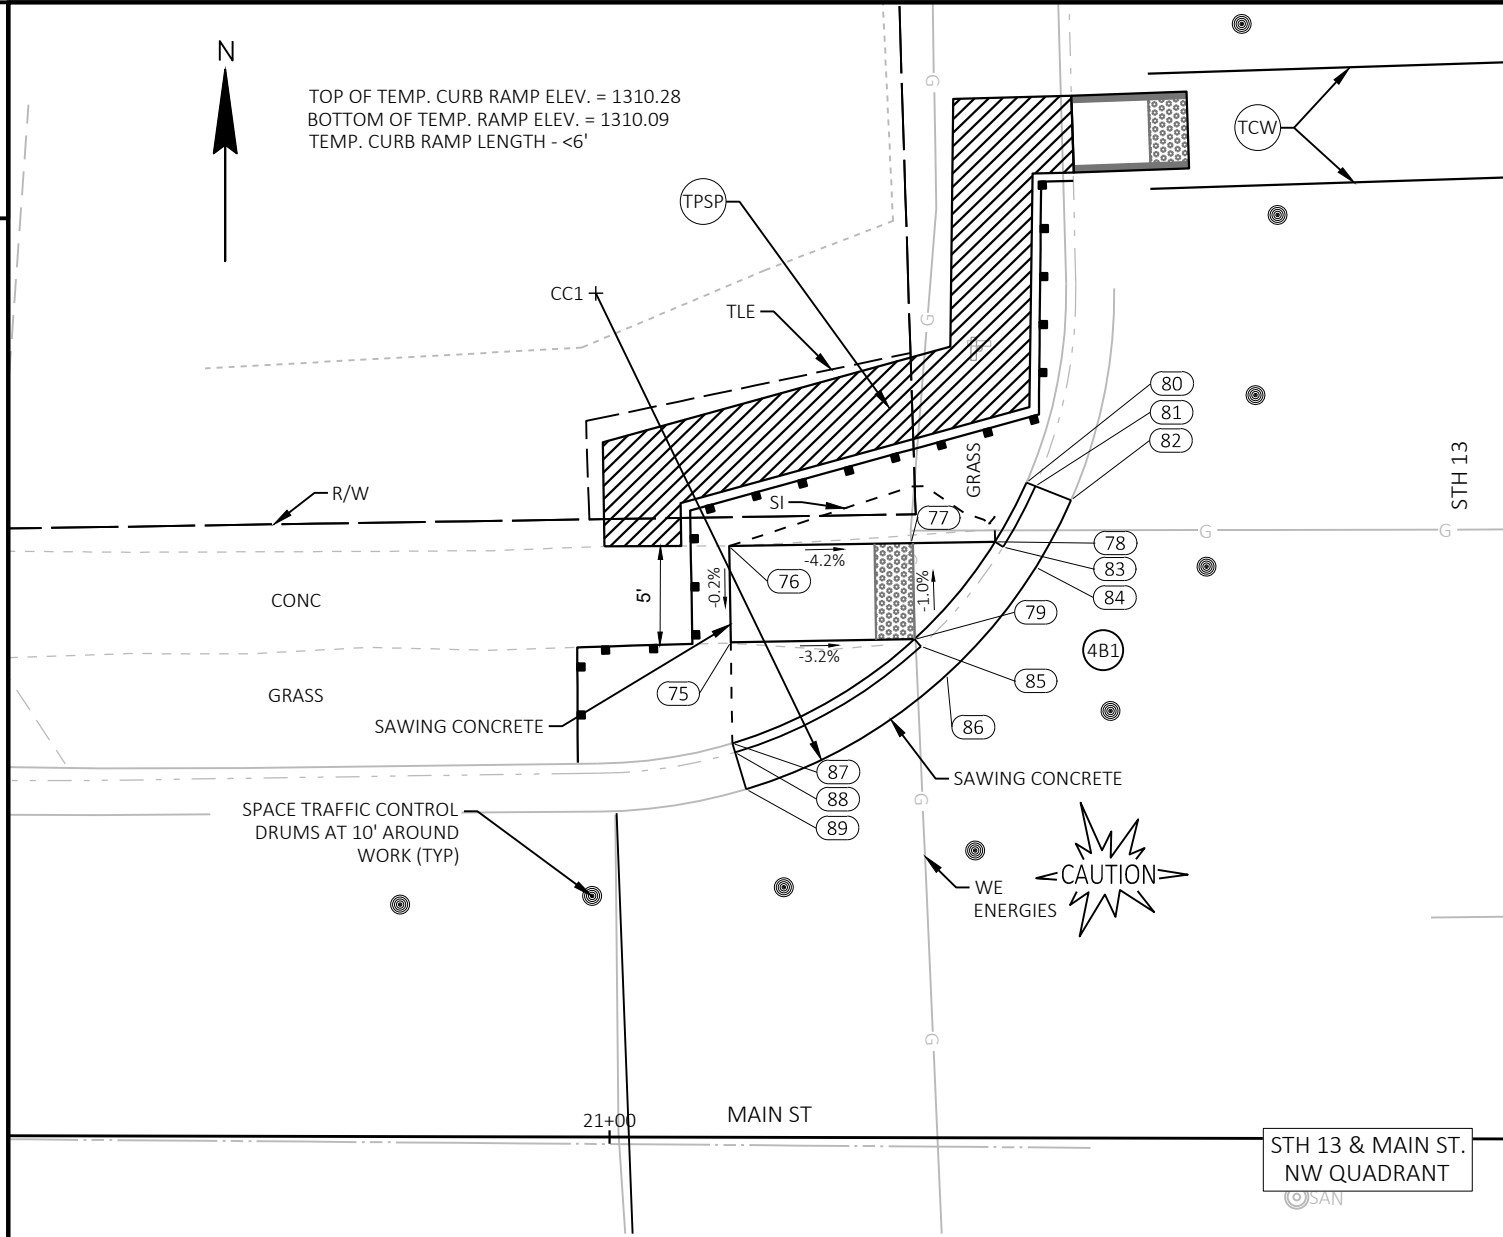 N
TOP OF TEMP. CURB RAMP ELEV. = 1310.28
BOTTOM OF TEMP. RAMP ELEV. = 1310.09
TEMP. CURB RAMP LENGTH - <6'
G
TCW
TPSP
CC1
TLE
G
80
81
82
GRASS
STH 13
R/W
SI
77
G
G
78
83
84
-4.2%
-0.2%
76
-1.0%
5'
CONC
79
4B1
-3.2%
85
GRASS
75
SAWING CONCRETE
86
87
88
89
SAWING CONCRETE
G
SPACE TRAFFIC CONTROL
DRUMS AT 10' AROUND
WORK (TYP)
CAUTION
WE
ENERGIES
G
21+00
MAIN ST
STH 13 & MAIN ST.
NW QUADRANT
SAN